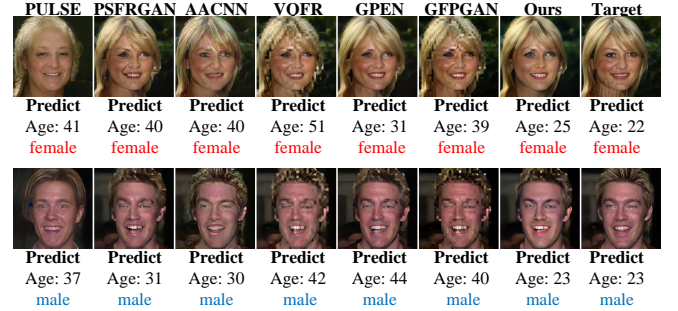 PULSE PSFRGAN AACNN VOFR GPEN GFPGAN Ours Target
Predict Predict Predict Predict Predict Predict Predict Predict
Age: 41 Age: 40 Age: 40 Age: 51 Age: 31 Age: 39 Age: 25 Age: 22
female female female female female female female female
Predict Predict Predict Predict Predict Predict Predict Predict
Age: 37 Age: 31 Age: 30 Age: 42 Age: 44 Age: 40 Age: 23 Age: 23
male male male male male male male male